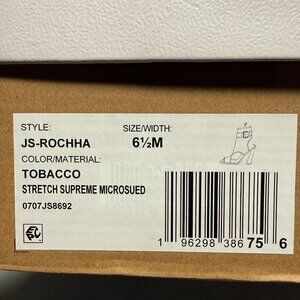 STYLE: SIZE/WIDTH:
JS-ROCHHA 6½M
COLOR/MATERIAL:
TOBACCO
STRETCH SUPREME MICROSUED
0707JS8692
1 96298 38675 6